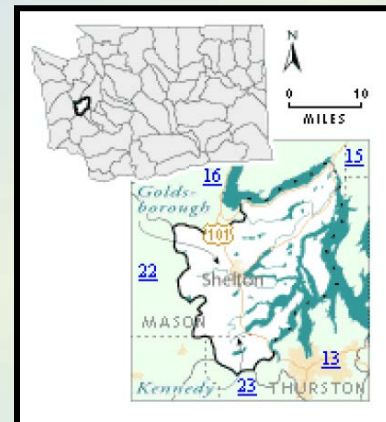 N
0 10
MILES
15
16
Golds-
borough
101
22
Shelton
MASON
13
Kennedy 23 THURSTON